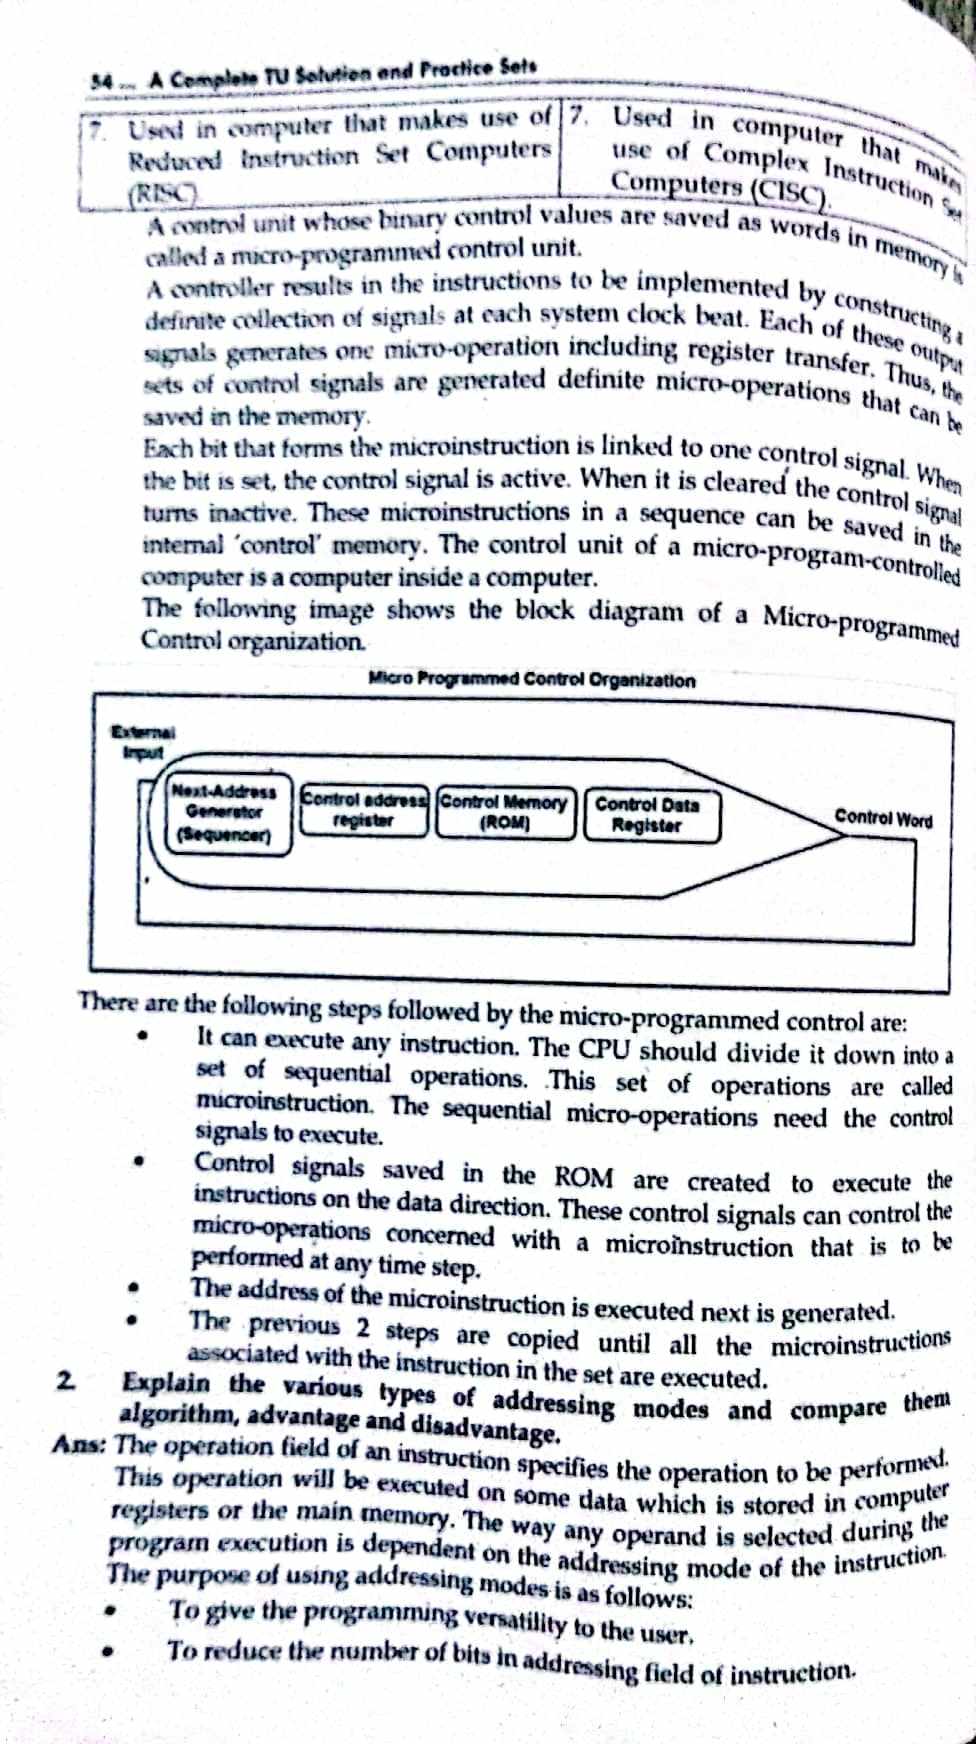 54 ... A Complete TU Solution and Practice Sets
7. Used in computer that makes use of
Reduced Instruction Set Computers
(RISC)
7. Used in computer that makes
use of Complex Instruction Set
Computers (CISC).
A control unit whose binary control values are saved as words in memory is
called a micro-programmed control unit.
A controller results in the instructions to be implemented by constructing a
definite collection of signals at each system clock beat. Each of these output
signals generates one micro-operation including register transfer. Thus, the
sets of control signals are generated definite micro-operations that can be
saved in the memory.
Each bit that forms the microinstruction is linked to one control signal. When
the bit is set, the control signal is active. When it is cleared the control signal
turns inactive. These microinstructions in a sequence can be saved in the
internal 'control' memory. The control unit of a micro-program-controlled
computer is a computer inside a computer.
The following image shows the block diagram of a Micro-programmed
Control organization.
Micro Programmed Control Organization
External
Input
Next-Address
Generator
(Sequencer)
Control address
register
Control Memory
(ROM)
Control Data
Register
Control Word
There are the following steps followed by the micro-programmed control are:
• It can execute any instruction. The CPU should divide it down into a
set of sequential operations. This set of operations are called
microinstruction. The sequential micro-operations need the control
signals to execute.
• Control signals saved in the ROM are created to execute the
instructions on the data direction. These control signals can control the
micro-operations concerned with a microinstruction that is to be
performed at any time step.
• The address of the microinstruction is executed next is generated.
• The previous 2 steps are copied until all the microinstructions
associated with the instruction in the set are executed.
2. Explain the various types of addressing modes and compare them
algorithm, advantage and disadvantage.
Ans: The operation field of an instruction specifies the operation to be performed.
This operation will be executed on some data which is stored in computer
registers or the main memory. The way any operand is selected during the
program execution is dependent on the addressing mode of the instruction.
The purpose of using addressing modes is as follows:
• To give the programming versatility to the user.
• To reduce the number of bits in addressing field of instruction.